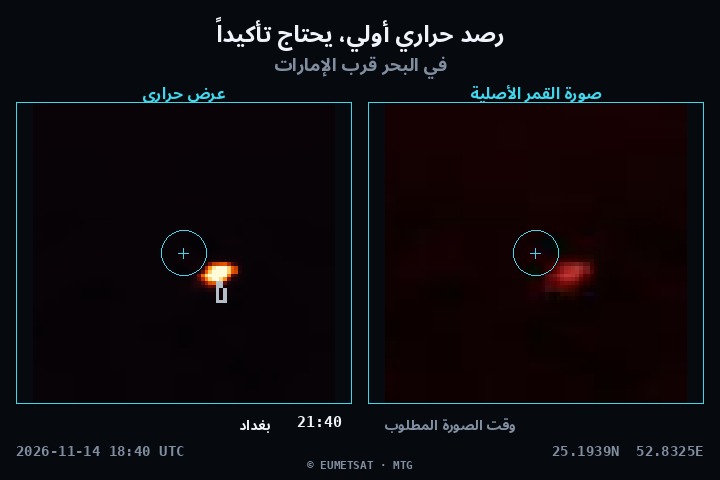 رصد حراري أولي، يحتاج تأكيداً
في البحر قرب الإمارات
صورة القمر الأصلية
عرض حراري
وقت الصورة المطلوب
21:40 بغداد
2026-11-14 18:40 UTC
25.1939N 52.8325E
© EUMETSAT · MTG